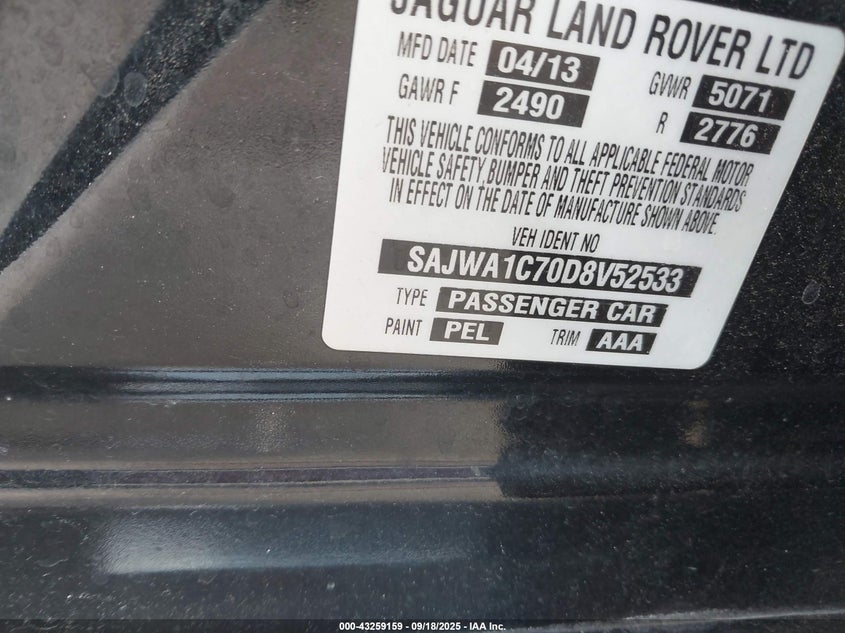 JAGUAR LAND ROVER LTD
MFD DATE 04/13 GVWR 5071
GAWR F 2490 R 2776
THIS VEHICLE CONFORMS TO ALL APPLICABLE FEDERAL MOTOR
VEHICLE SAFETY, BUMPER AND THEFT PREVENTION STANDARDS
IN EFFECT ON THE DATE OF MANUFACTURE SHOWN ABOVE.
VEH IDENT NO
SAJWA1C70D8V52533
TYPE PASSENGER CAR
PAINT PEL TRIM AAA
000-43259159 - 09/18/2025 - IAA Inc.